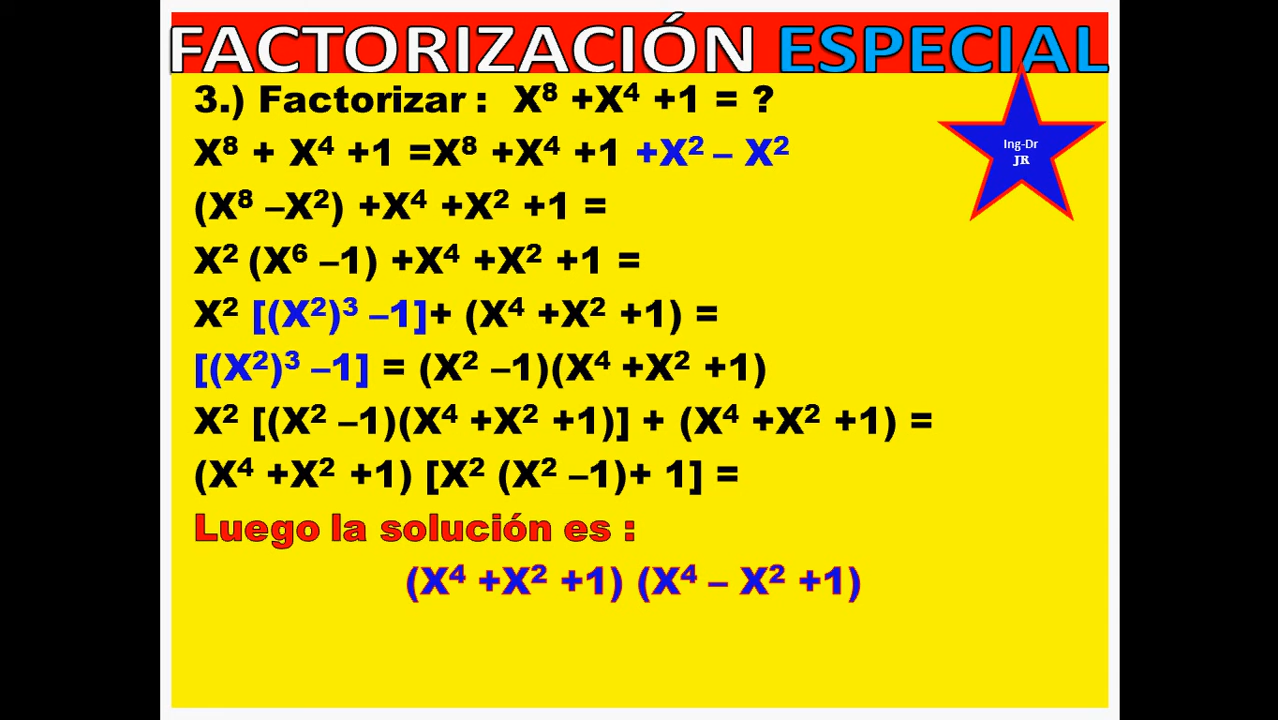 FACTORIZACIÓN ESPECIAL
3.) Factorizar : X⁸ +X⁴ +1 = ?
X⁸ + X⁴ +1 =X⁸ +X⁴ +1 +X² – X²
(X⁸ –X²) +X⁴ +X² +1 =
X² (X⁶ –1) +X⁴ +X² +1 =
X² [(X²)³ –1]+ (X⁴ +X² +1) =
[(X²)³ –1] = (X² –1)(X⁴ +X² +1)
X² [(X² –1)(X⁴ +X² +1)] + (X⁴ +X² +1) =
(X⁴ +X² +1) [X² (X² –1)+ 1] =
Luego la solución es :
(X⁴ +X² +1) (X⁴ – X² +1)
Ing-Dr
JR